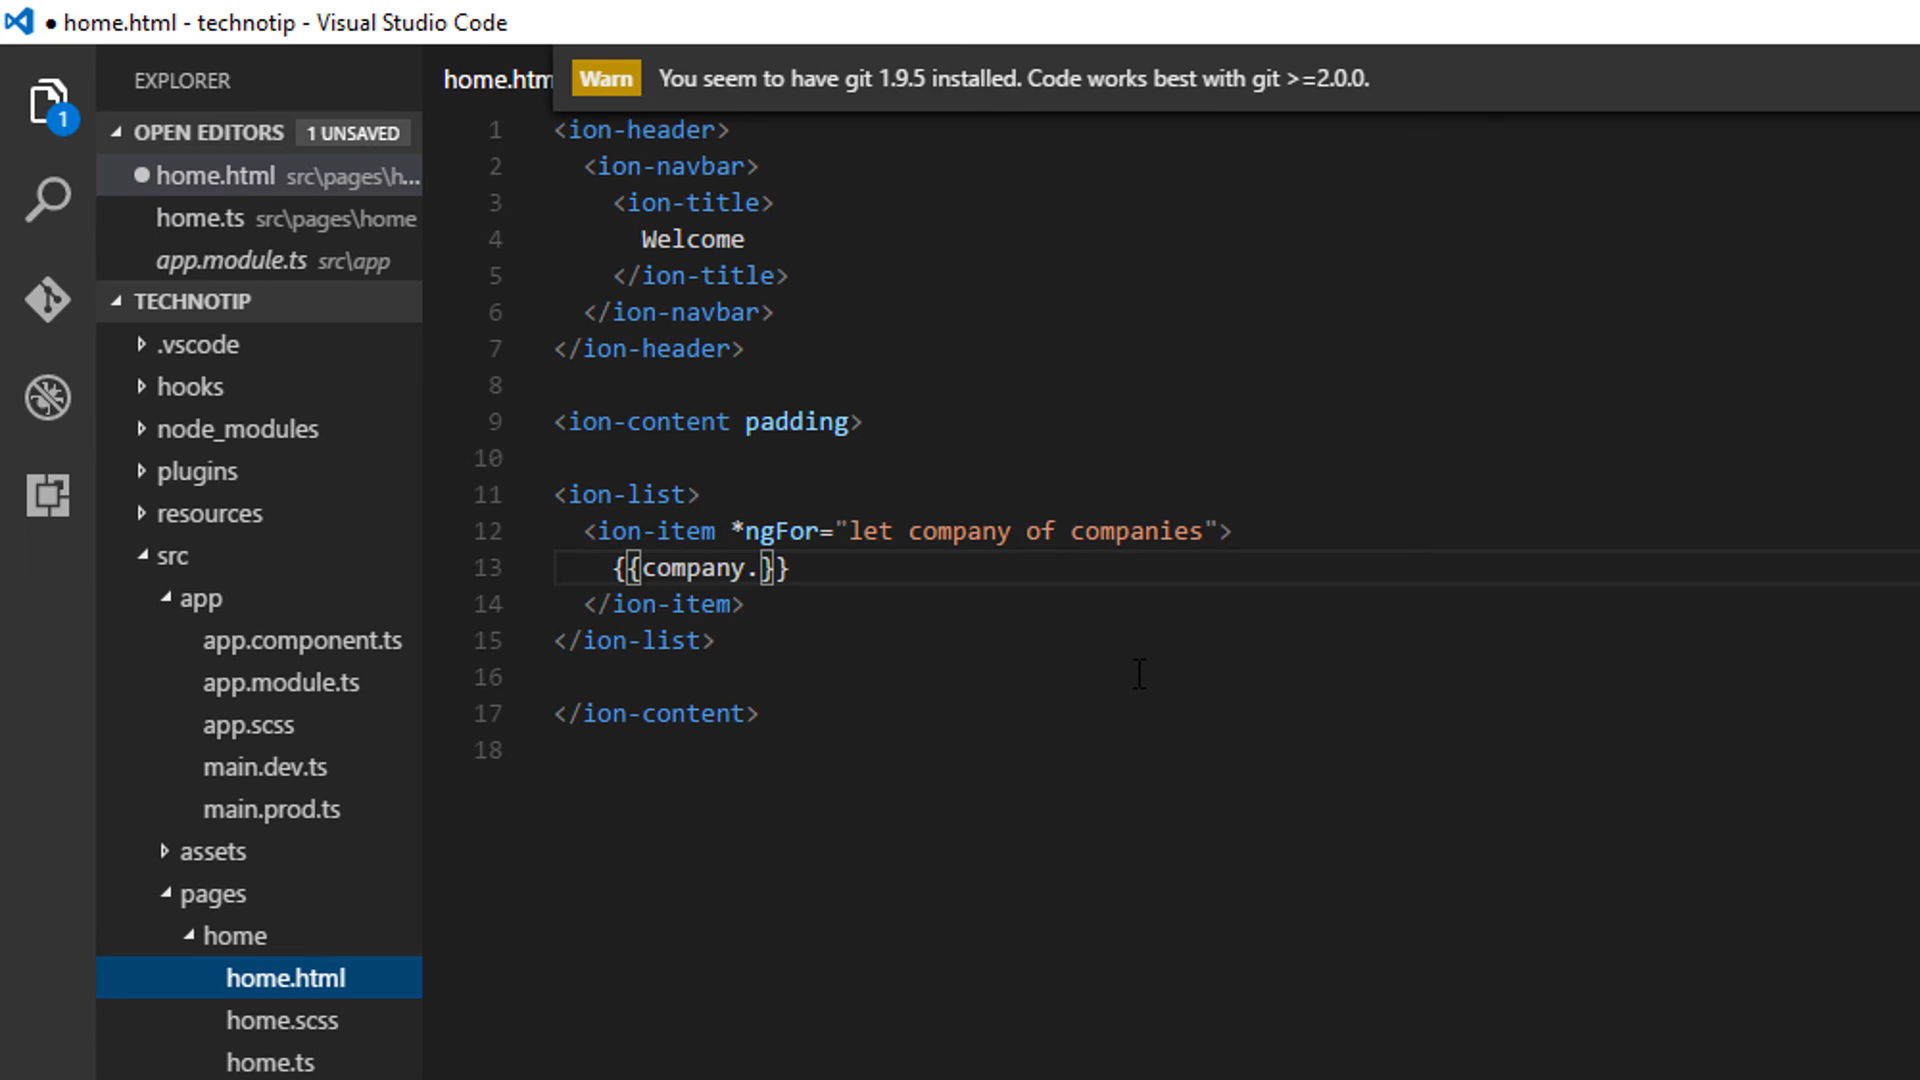 ● home.html - technotip - Visual Studio Code
EXPLORER
1
OPEN EDITORS 1 UNSAVED
home.html src\pages\h...
home.ts src\pages\home
app.module.ts src\app
TECHNOTIP
.vscode
hooks
node_modules
plugins
resources
src
app
app.component.ts
app.module.ts
app.scss
main.dev.ts
main.prod.ts
assets
pages
home
home.html
home.scss
home.ts
home.htm
Warn You seem to have git 1.9.5 installed. Code works best with git >=2.0.0.
1 <ion-header>
2 <ion-navbar>
3 <ion-title>
4 Welcome
5 </ion-title>
6 </ion-navbar>
7 </ion-header>
8
9 <ion-content padding>
10
11 <ion-list>
12 <ion-item *ngFor="let company of companies">
13 {{company.}}
14 </ion-item>
15 </ion-list>
16
17 </ion-content>
18